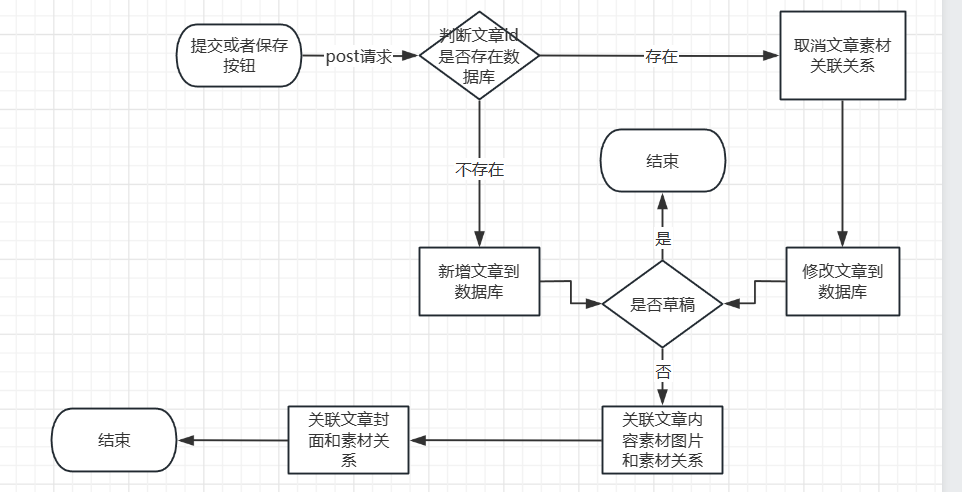 提交或者保存
按钮
post请求
判断文章Id
是否存在数
据库
存在
取消文章素材
关联关系
不存在
结束
是
新增文章到
数据库
是否草稿
修改文章到
数据库
否
关联文章内
容素材图片
和素材关系
关联文章封
面和素材关
系
结束